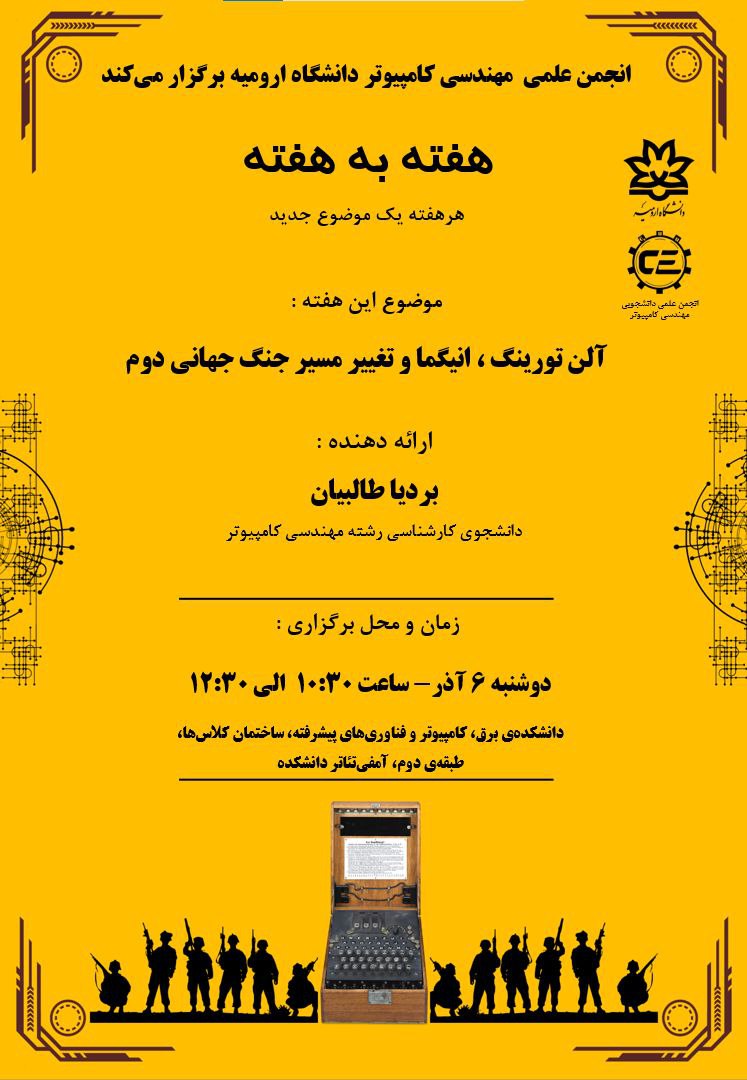 انجمن علمی مهندسی کامپیوتر دانشگاه ارومیه برگزار می‌کند
هفته به هفته
هرهفته یک موضوع جدید
دانشگاه ارومیه
CE
انجمن علمی دانشجویی
مهندسی کامپیوتر
موضوع این هفته :
آلن تورینگ ، انیگما و تغییر مسیر جنگ جهانی دوم
ارائه دهنده :
بردیا طالبیان
دانشجوی کارشناسی رشته مهندسی کامپیوتر
زمان و محل برگزاری :
دوشنبه ۶ آذر– ساعت ۱۰:۳۰ الی ۱۲:۳۰
دانشکده‌ی برق، کامپیوتر و فناوری‌های پیشرفته، ساختمان کلاس‌ها،
طبقه‌ی دوم، آمفی‌تئاتر دانشکده